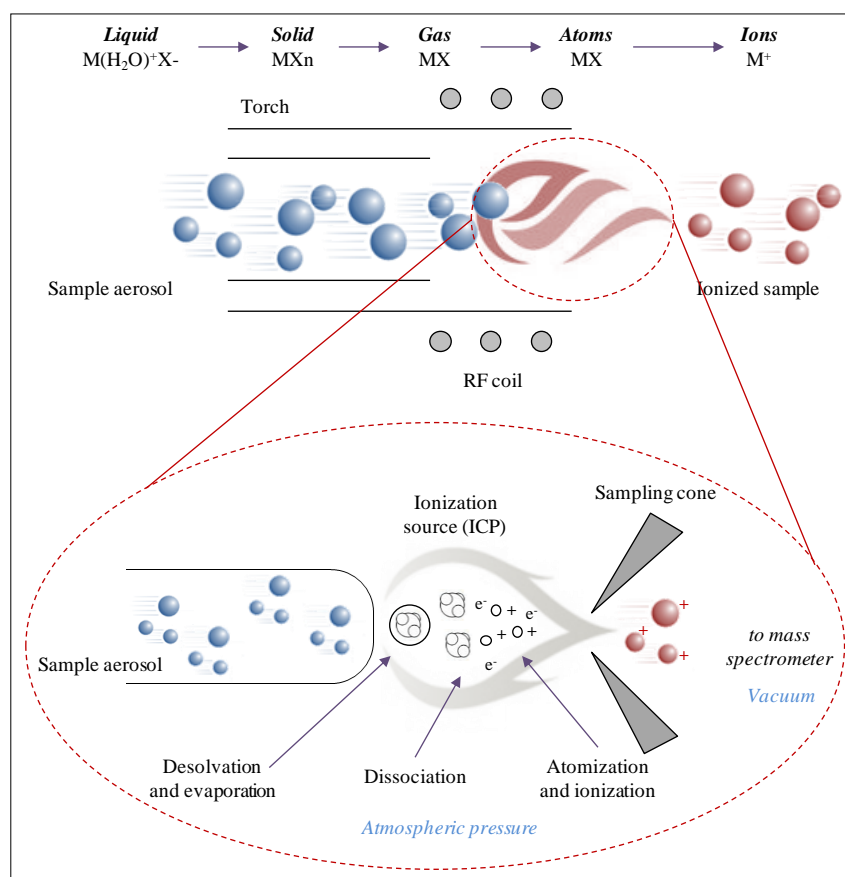 Liquid Solid Gas Atoms Ions
M(H₂O)⁺X- MXn MX MX M⁺
Torch
Sample aerosol Ionized sample
RF coil
Sampling cone
Ionization
source (ICP)
e⁻ + e⁻
+ +
e⁻
+
+
+
Sample aerosol
to mass
spectrometer
Vacuum
Desolvation
and evaporation
Dissociation
Atomization
and ionization
Atmospheric pressure